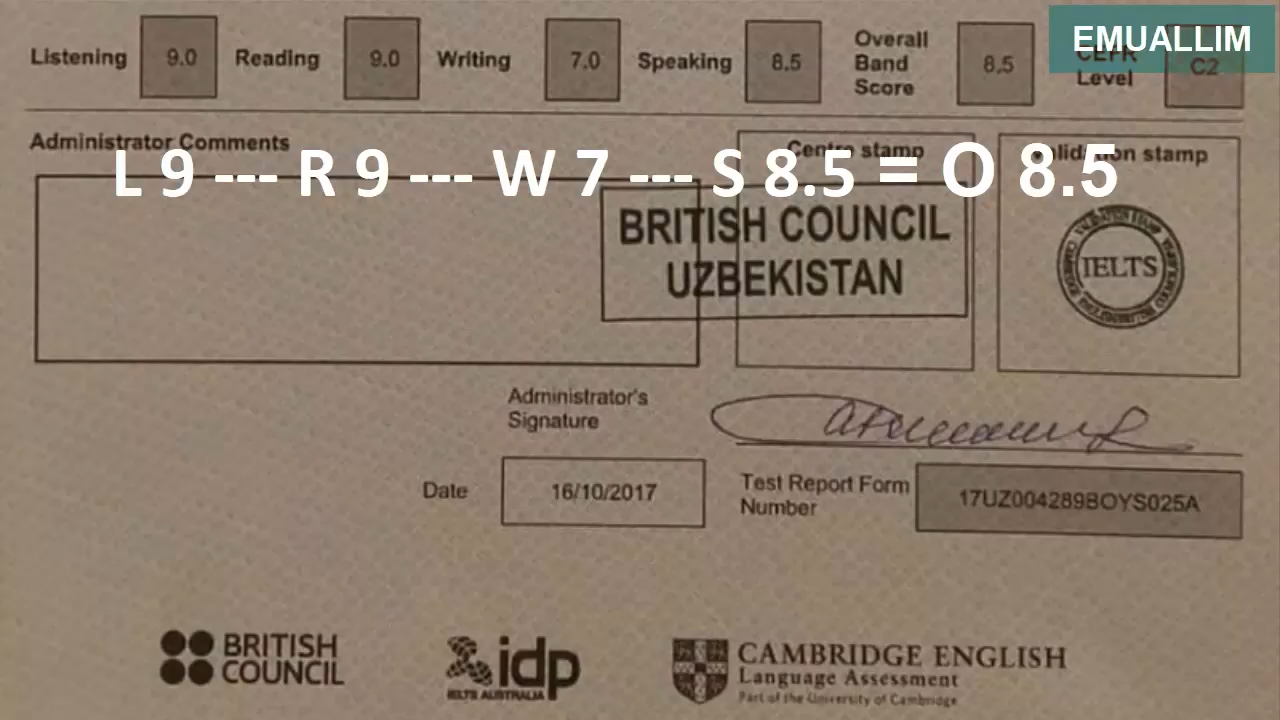 EMUALLIM
Listening 9.0 Reading 9.0 Writing 7.0 Speaking 8.5 Overall Band Score 8.5 CEFR Level C2
Administrator Comments
Centre stamp
Validation stamp
L 9 --- R 9 --- W 7 --- S 8.5 = O 8.5
BRITISH COUNCIL
UZBEKISTAN
IELTS
Administrator's
Signature
Date 16/10/2017
Test Report Form
Number
17UZ004289BOYS025A
BRITISH
COUNCIL
idp
IELTS AUSTRALIA
CAMBRIDGE ENGLISH
Language Assessment
Part of the University of Cambridge